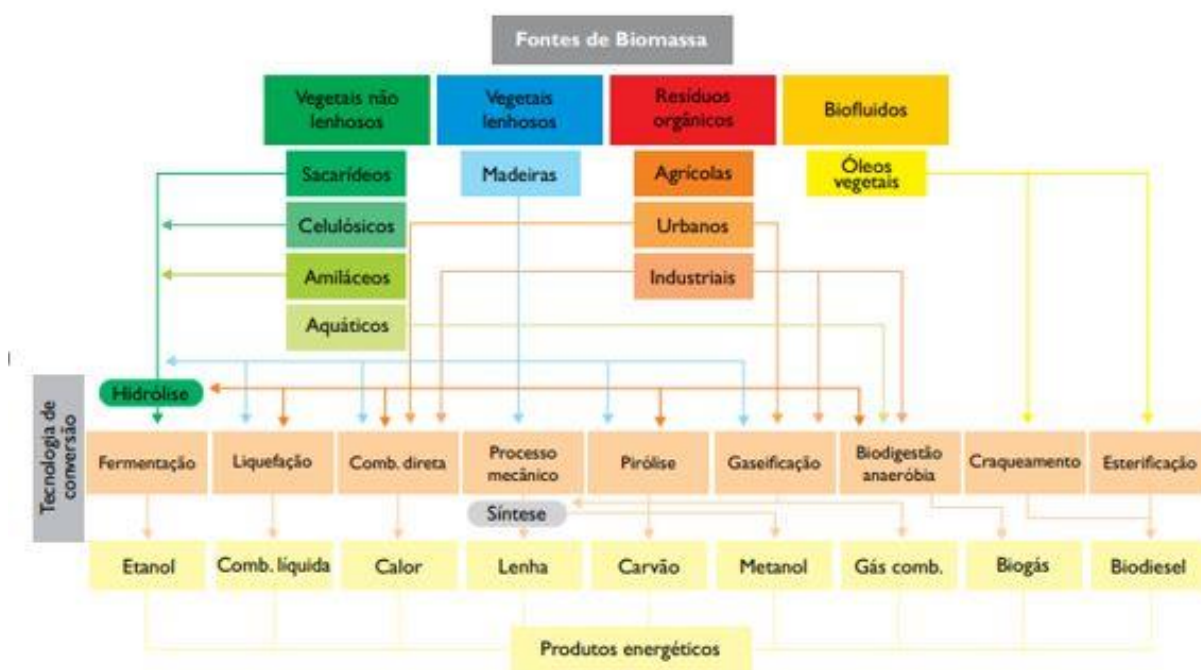 Fontes de Biomassa
Vegetais não
lenhosos
Vegetais
lenhosos
Resíduos
orgânicos
Biofluidos
Sacarídeos
Madeiras
Agrícolas
Óleos
vegetais
Celulósicos
Urbanos
Amiláceos
Industriais
Aquáticos
Tecnologia de
conversão
Hidrólise
Fermentação
Liquefação
Comb. direta
Processo
mecânico
Pirólise
Gaseificação
Biodigestão
anaeróbia
Craqueamento
Esterificação
Síntese
Etanol
Comb. líquida
Calor
Lenha
Carvão
Metanol
Gás comb.
Biogás
Biodiesel
Produtos energéticos